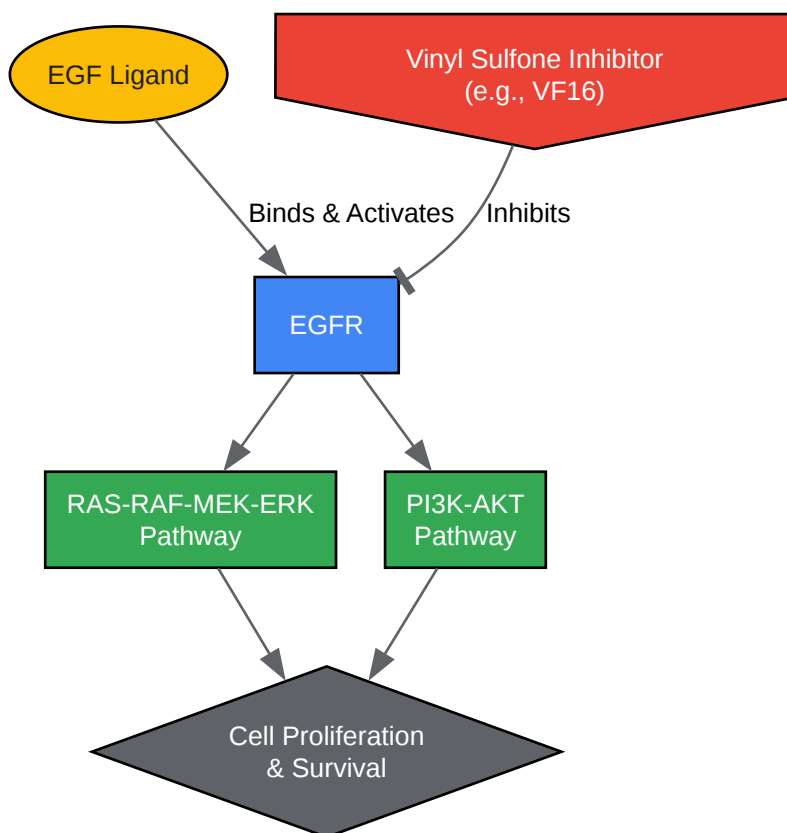 EGF Ligand
Vinyl Sulfone Inhibitor
(e.g., VF16)
Binds & Activates
Inhibits
EGFR
RAS-RAF-MEK-ERK
Pathway
PI3K-AKT
Pathway
Cell Proliferation
& Survival